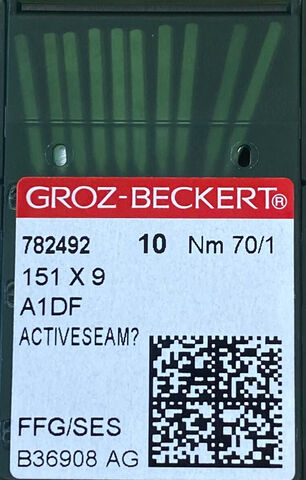 GROZ-BECKERT®
782492 10 Nm 70/1
151 X 9
A1DF
ACTIVESEAM?
FFG/SES
B36908 AG